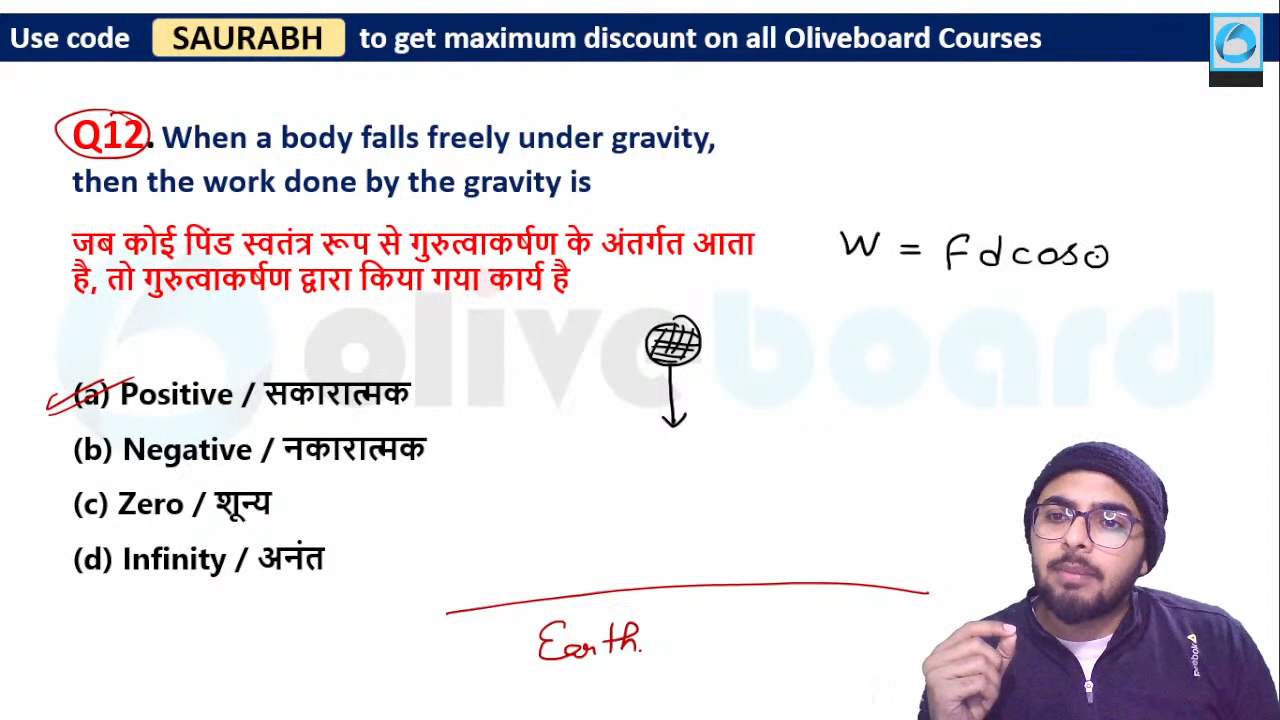 Use code SAURABH to get maximum discount on all Oliveboard Courses
Q12. When a body falls freely under gravity,
then the work done by the gravity is
जब कोई पिंड स्वतंत्र रूप से गुरुत्वाकर्षण के अंतर्गत आता
है, तो गुरुत्वाकर्षण द्वारा किया गया कार्य है
W = Fdcosθ
oliveboard
(a) Positive / सकारात्मक
(b) Negative / नकारात्मक
(c) Zero / शून्य
(d) Infinity / अनंत
Earth.
Reebok